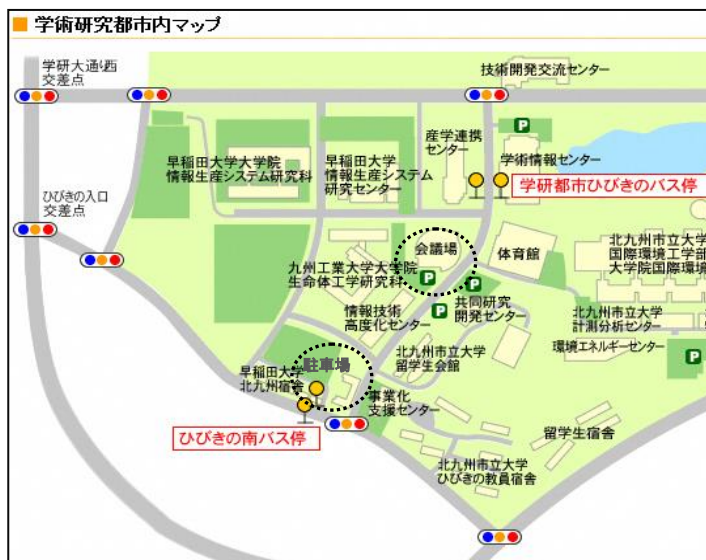 学術研究都市内マップ
学研大通り西
交差点
技術開発交流センター
産学連携
センター
学術情報センター
早稲田大学大学院
情報生産システム研究科
早稲田大学
情報生産システム
研究センター
学研都市ひびきのバス停
ひびきの入口
交差点
会議場
体育館
北九州市立大学
国際環境工学部
大学院国際環境
九州工業大学大学院
生命体工学研究科
P
P
P
P
P
共同研究
開発センター
情報技術
高度化センター
北九州市立大学
計測分析センター
環境エネルギーセンター
北九州市立大学
留学生会館
駐車場
早稲田大学
北九州宿舎
事業化
支援センター
ひびきの南バス停
留学生宿舎
北九州市立大学
ひびきの教員宿舎